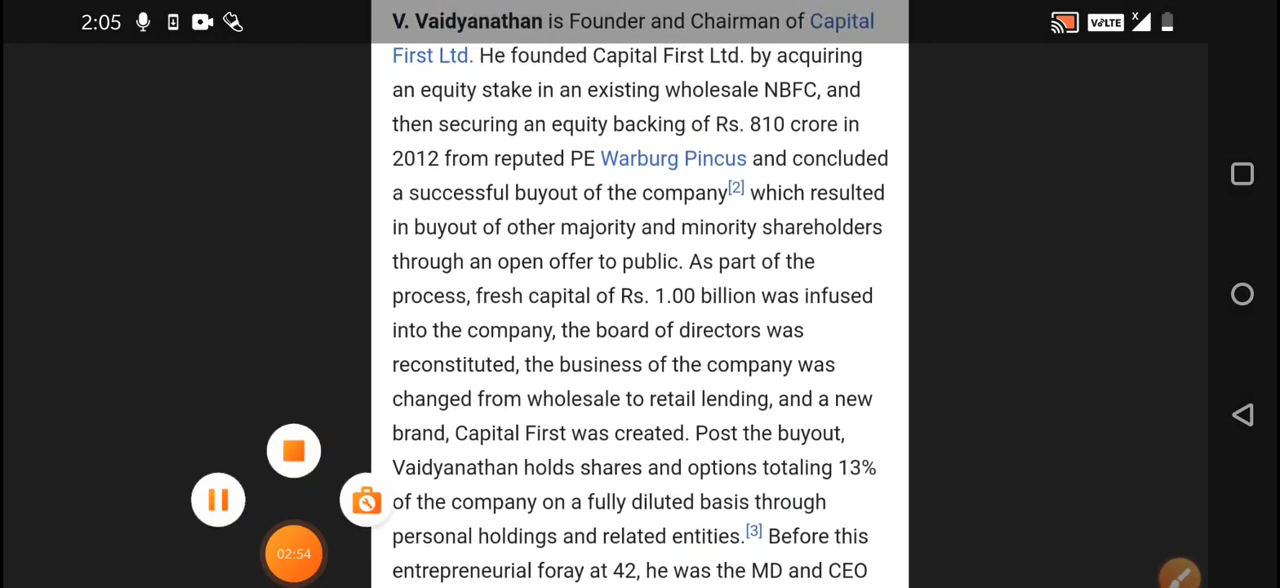 2:05
VoLTE
V. Vaidyanathan is Founder and Chairman of Capital
First Ltd. He founded Capital First Ltd. by acquiring
an equity stake in an existing wholesale NBFC, and
then securing an equity backing of Rs. 810 crore in
2012 from reputed PE Warburg Pincus and concluded
a successful buyout of the company[2] which resulted
in buyout of other majority and minority shareholders
through an open offer to public. As part of the
process, fresh capital of Rs. 1.00 billion was infused
into the company, the board of directors was
reconstituted, the business of the company was
changed from wholesale to retail lending, and a new
brand, Capital First was created. Post the buyout,
Vaidyanathan holds shares and options totaling 13%
of the company on a fully diluted basis through
personal holdings and related entities.[3] Before this
entrepreneurial foray at 42, he was the MD and CEO
02:54